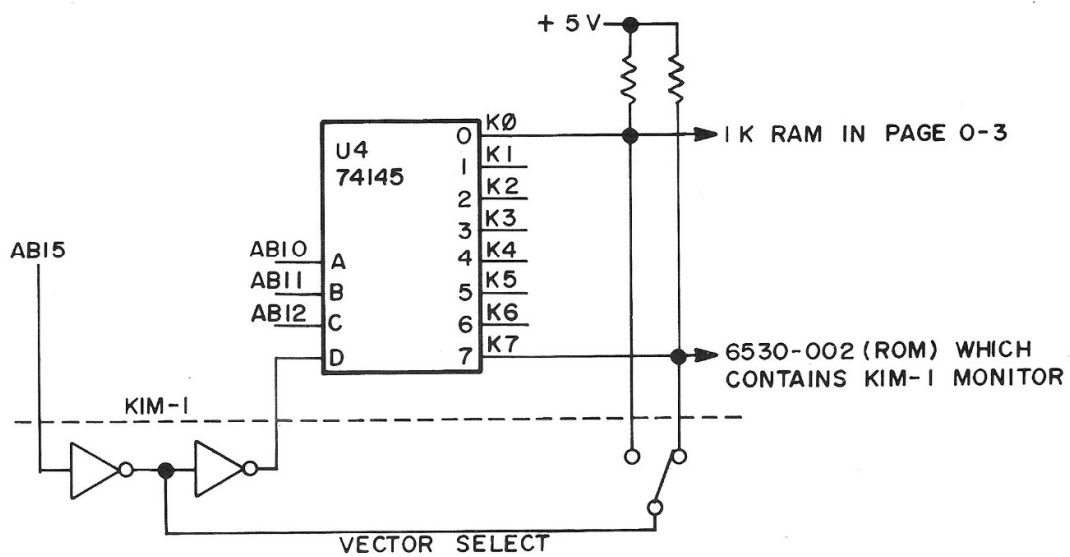 + 5 V
U4
74145
0 KØ
1 K1
2 K2
3 K3
4 K4
5 K5
6 K6
7 K7
1K RAM IN PAGE 0-3
AB15
AB10 A
AB11 B
AB12 C
D
6530-002 (ROM) WHICH
CONTAINS KIM-1 MONITOR
KIM-1
VECTOR SELECT